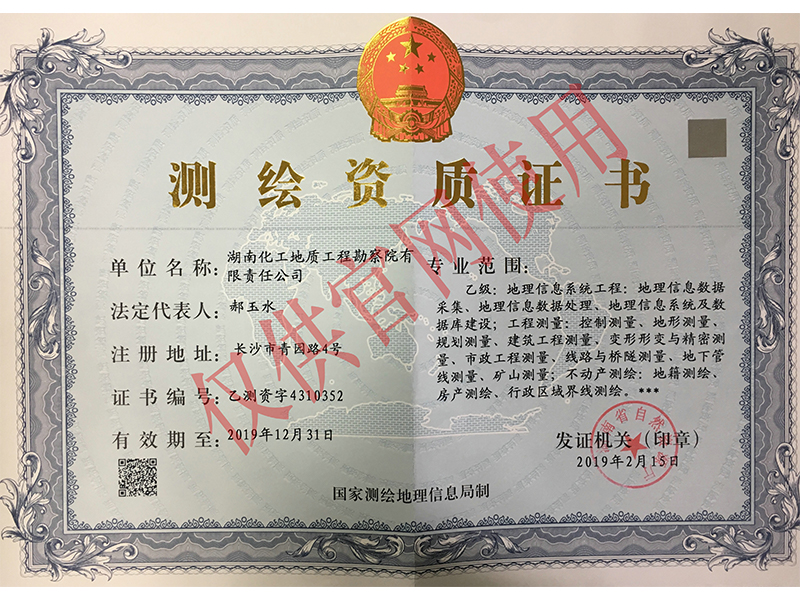 测绘资质证书
单位名称：湖南化工地质工程勘察院有
限责任公司
法定代表人：郝玉水
注册地址：长沙市青园路4号
证书编号：乙测资字4310352
有效期至：2019年12月31日
专业范围：
乙级：地理信息系统工程：地理信息数据
采集、地理信息数据处理、地理信息系统及数
据库建设；工程测量：控制测量、地形测量、
规划测量、建筑工程测量、变形形变与精密测
量、市政工程测量、线路与桥隧测量、地下管
线测量、矿山测量；不动产测绘：地籍测绘、
房产测绘、行政区域界线测绘。***
发证机关（印章）
2019年2月15日
国家测绘地理信息局制
仅供官网使用